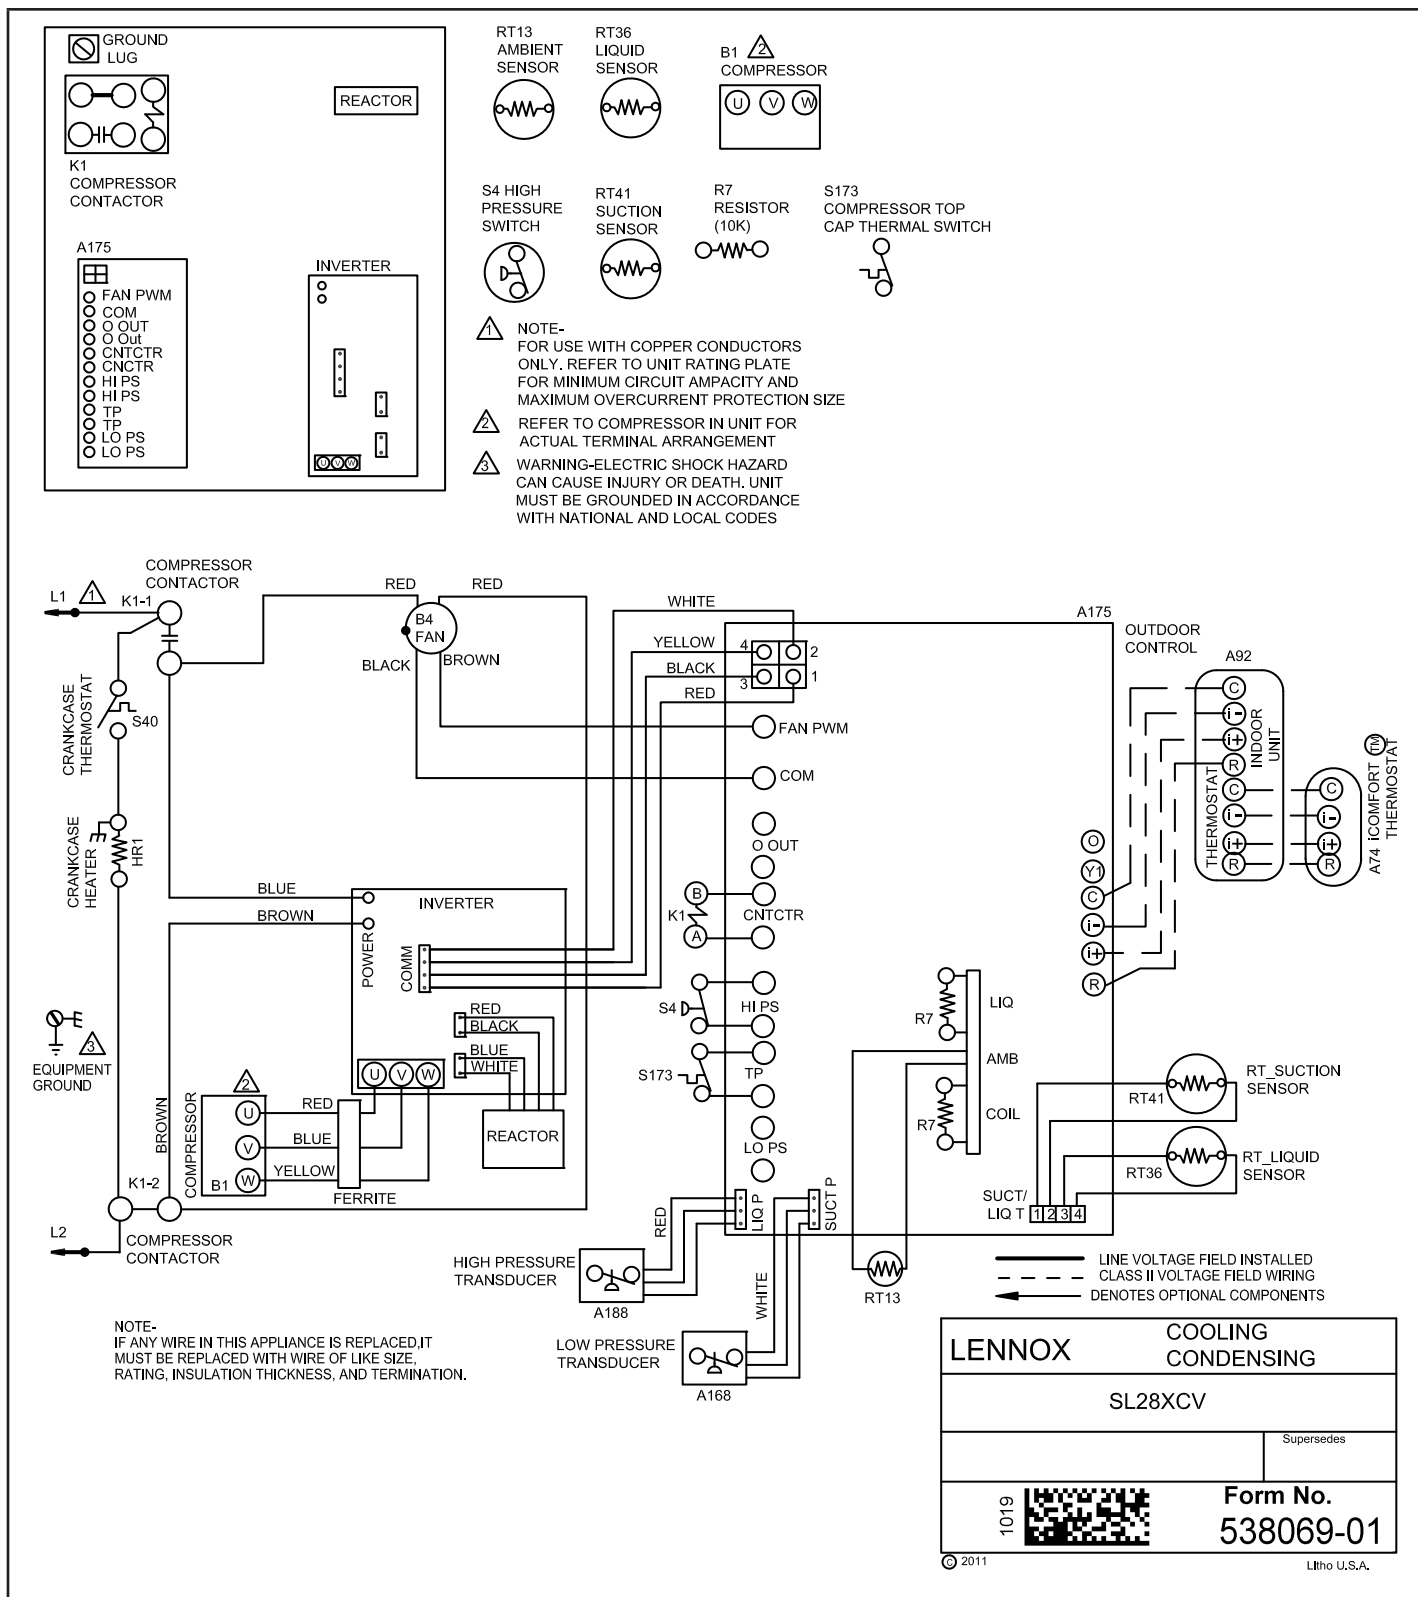 GROUND
LUG
K1
COMPRESSOR
CONTACTOR
REACTOR
A175
FAN PWM
COM
O OUT
O Out
CNTCTR
CNCTR
HI PS
HI PS
TP
TP
LO PS
LO PS
INVERTER
U V W
RT13
AMBIENT
SENSOR
RT36
LIQUID
SENSOR
B1 2
COMPRESSOR
U V W
S4 HIGH
PRESSURE
SWITCH
RT41
SUCTION
SENSOR
R7
RESISTOR
(10K)
S173
COMPRESSOR TOP
CAP THERMAL SWITCH
1 NOTE-
FOR USE WITH COPPER CONDUCTORS
ONLY. REFER TO UNIT RATING PLATE
FOR MINIMUM CIRCUIT AMPACITY AND
MAXIMUM OVERCURRENT PROTECTION SIZE
2 REFER TO COMPRESSOR IN UNIT FOR
ACTUAL TERMINAL ARRANGEMENT
3 WARNING-ELECTRIC SHOCK HAZARD
CAN CAUSE INJURY OR DEATH. UNIT
MUST BE GROUNDED IN ACCORDANCE
WITH NATIONAL AND LOCAL CODES
COMPRESSOR
CONTACTOR
L1 1 K1-1
RED
RED
B4
FAN
BLACK
BROWN
CRANKCASE
THERMOSTAT
S40
CRANKCASE
HEATER
HR1
BLUE
BROWN
INVERTER
POWER
COMM
RED
BLACK
BLUE
WHITE
U V W
REACTOR
3
EQUIPMENT
GROUND
BROWN
2
COMPRESSOR
U
V
B1 W
RED
BLUE
YELLOW
FERRITE
K1-2
L2
COMPRESSOR
CONTACTOR
WHITE
YELLOW
BLACK
RED
4 2
3 1
A175
OUTDOOR
CONTROL
FAN PWM
COM
O OUT
B
K1
A
CNTCTR
S4
HI PS
S173
TP
LO PS
LIQ P
SUCT P
RED
WHITE
HIGH PRESSURE
TRANSDUCER
A188
LOW PRESSURE
TRANSDUCER
A168
R7
LIQ
AMB
R7
COIL
RT13
O
Y1
C
i-
i+
R
A92
C
i-
i+
R
C
i-
i+
R
INDOOR
UNIT
THERMOSTAT
C
i-
i+
R
A74 iCOMFORT TM
THERMOSTAT
RT41
RT_SUCTION
SENSOR
RT36
RT_LIQUID
SENSOR
SUCT/
LIQ T 1 2 3 4
LINE VOLTAGE FIELD INSTALLED
CLASS II VOLTAGE FIELD WIRING
DENOTES OPTIONAL COMPONENTS
NOTE-
IF ANY WIRE IN THIS APPLIANCE IS REPLACED,IT
MUST BE REPLACED WITH WIRE OF LIKE SIZE,
RATING, INSULATION THICKNESS, AND TERMINATION.
LENNOX
COOLING
CONDENSING
SL28XCV
Supersedes
1019
Form No.
538069-01
© 2011
Litho U.S.A.